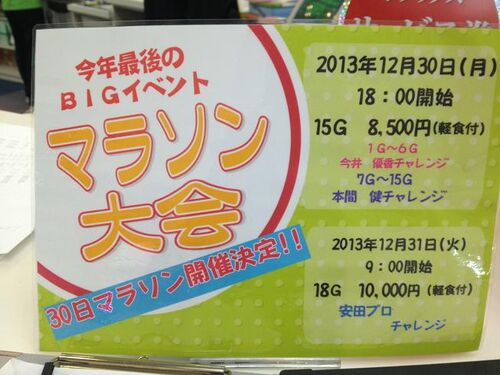 今年最後の
BIGイベント
マラソン
大会
30日マラソン開催決定!!
2013年12月30日(月)
18:00開始
15G 8,500円(軽食付)
1G~6G
今井 優香チャレンジ
7G~15G
本間 健チャレンジ
2013年12月31日(火)
9:00開始
18G 10,000円(軽食付)
安田プロ
チャレンジ